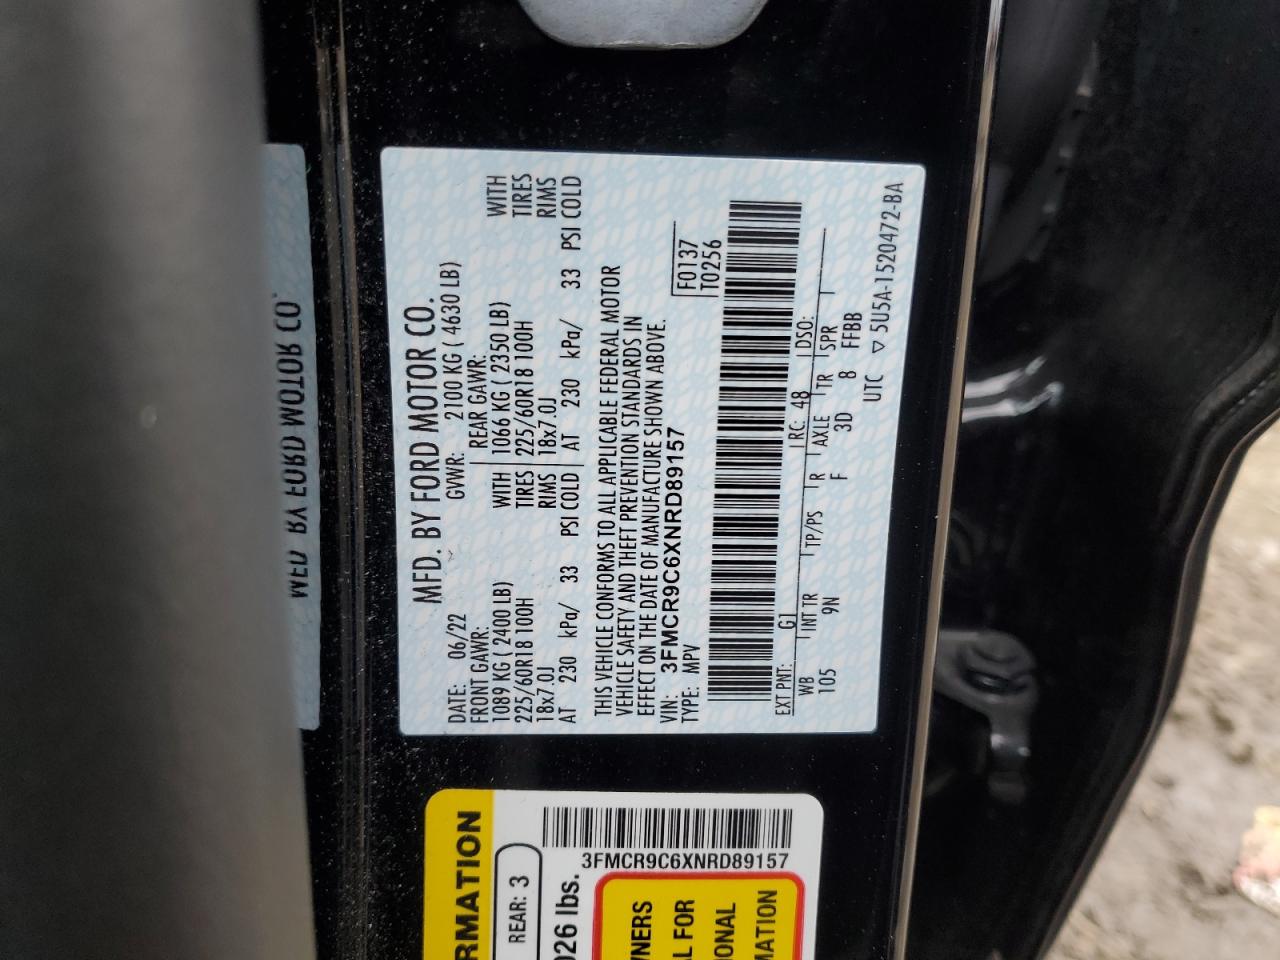 MFD. BY FORD MOTOR CO.
DATE: 06/22 GVWR: 2100 KG ( 4630 LB)
FRONT GAWR: REAR GAWR:
1089 KG ( 2400 LB) WITH 1066 KG ( 2350 LB) WITH
225/60R18 100H TIRES 225/60R18 100H TIRES
18x7.0J RIMS 18x7.0J RIMS
AT 230 kPa/ 33 PSI COLD AT 230 kPa/ 33 PSI COLD
THIS VEHICLE CONFORMS TO ALL APPLICABLE FEDERAL MOTOR
VEHICLE SAFETY AND THEFT PREVENTION STANDARDS IN
EFFECT ON THE DATE OF MANUFACTURE SHOWN ABOVE.
VIN: 3FMCR9C6XNRD89157 F0137
TYPE: MPV T0256
EXT PNT: G1 RC: 48 DSO:
WB INT TR TP/PS R AXLE TR SPR
105 9N F 3D 8 FFBB
UTC ▽ 5U5A-1520472-BA
MFD. BY FORD MOTOR CO.
RMATION
REAR: 3
026 lbs.
3FMCR9C6XNRD89157
NERS
L FOR
ONAL
MATION